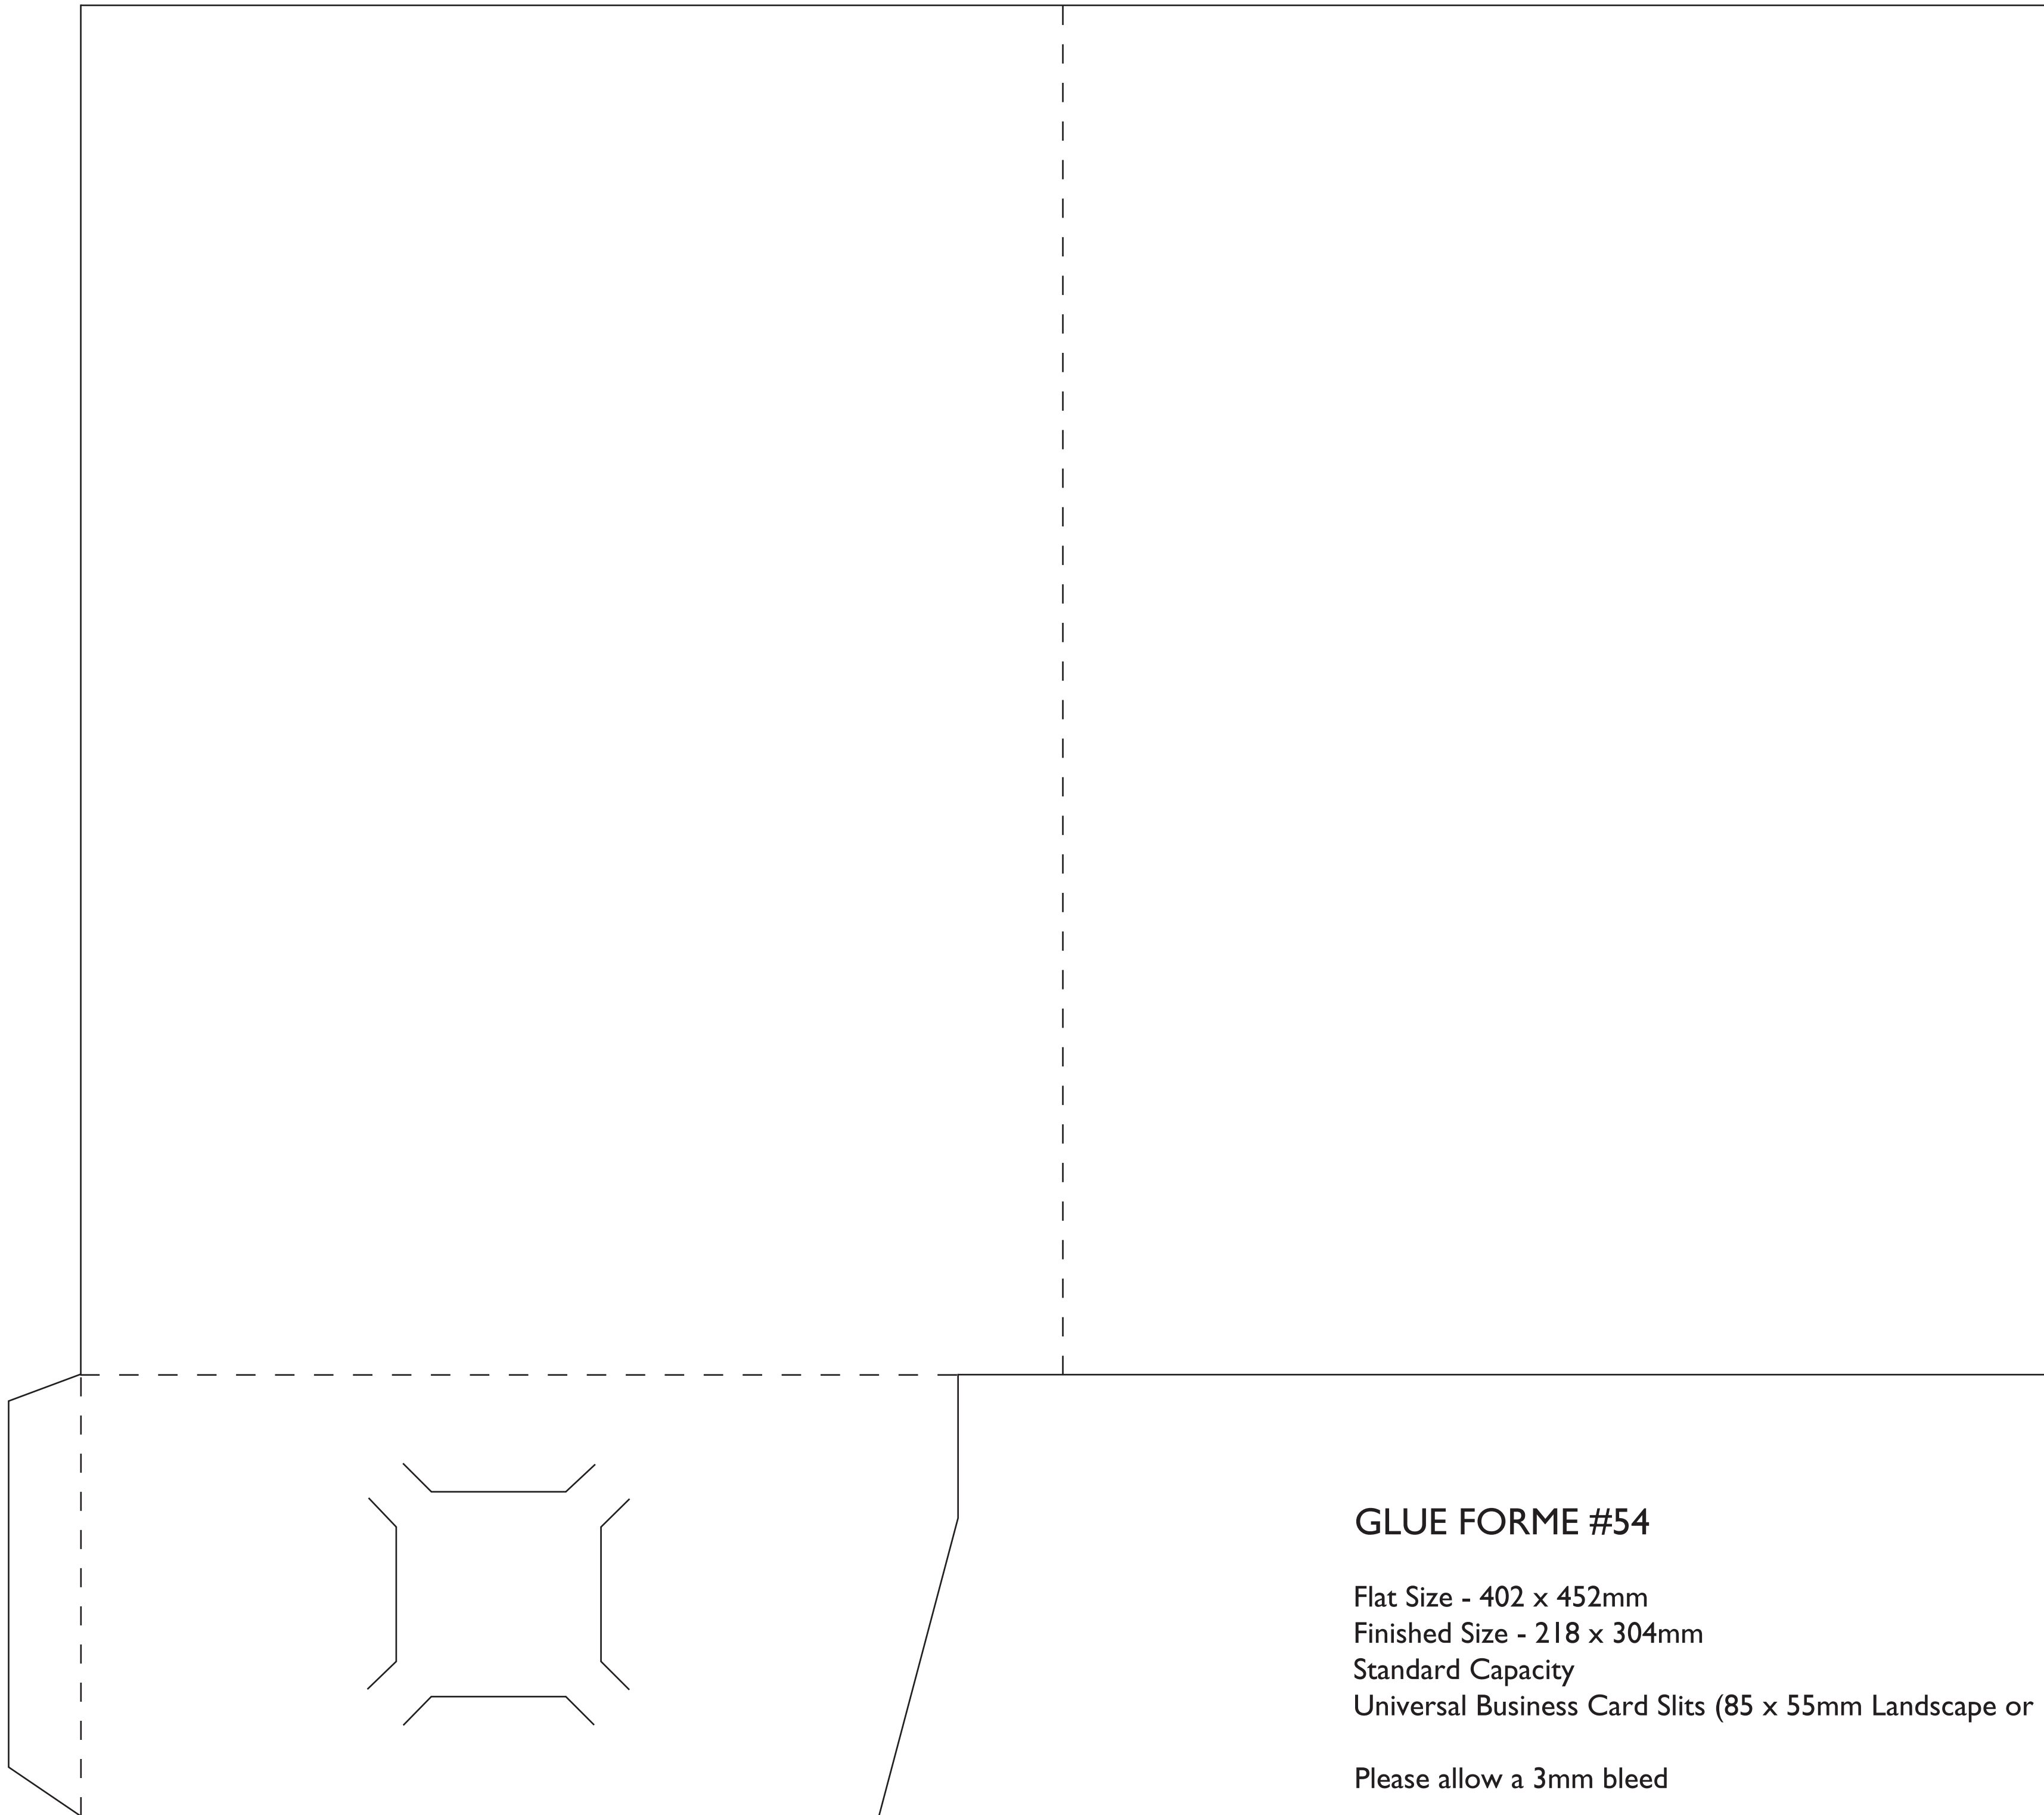 GLUE FORME #54
Flat Size - 402 x 452mm
Finished Size - 218 x 304mm
Standard Capacity
Universal Business Card Slits (85 x 55mm Landscape or
Please allow a 3mm bleed